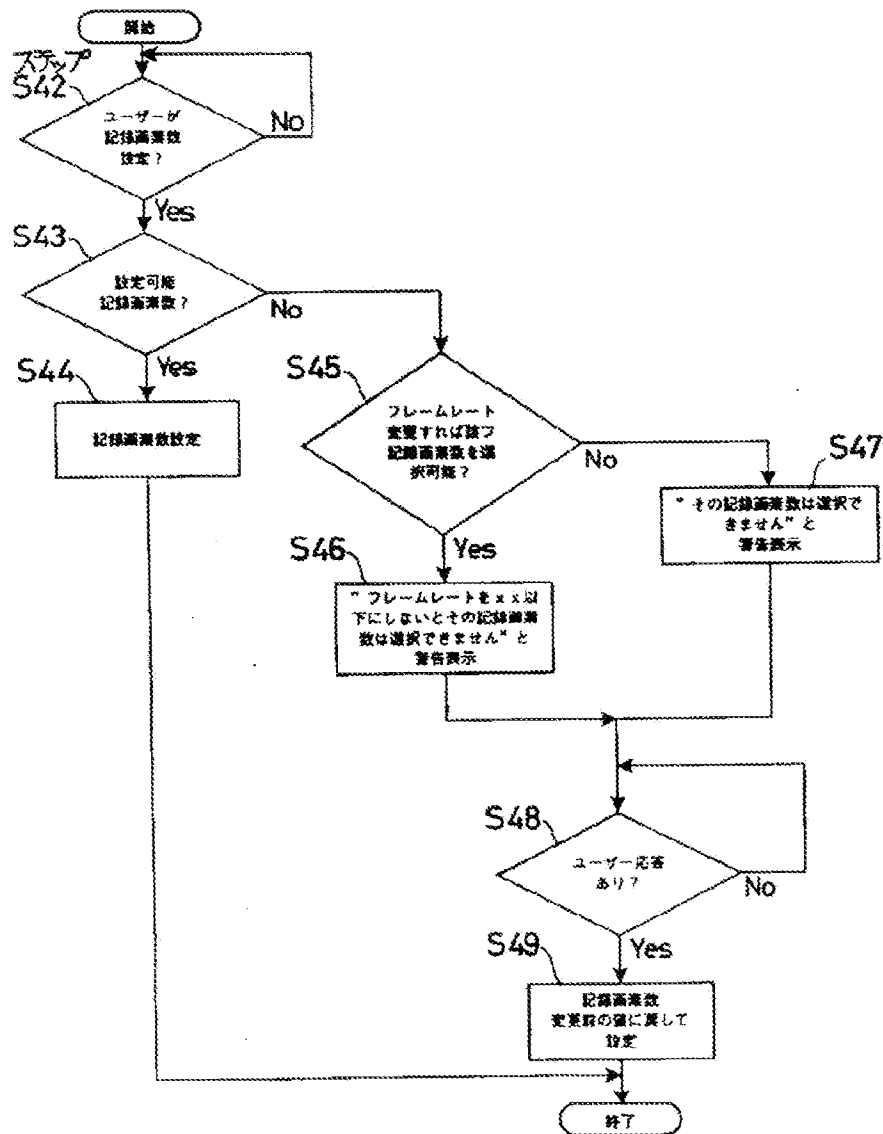 開始
ステップ
S42
ユーザーが
記録画素数
設定？
No
Yes
S43
設定可能
記録画素数？
No
Yes
S44
記録画素数設定
S45
フレームレート
変更すれば該
記録画素数を選
択可能？
No
Yes
S46
"フレームレートをxx以
下にしないとその記録画素
数は選択できません"と
警告表示
S47
"その記録画素数は選択で
きません"と
警告表示
S48
ユーザー応答
あり？
No
Yes
S49
記録画素数
変更前の値に戻して
設定
終了